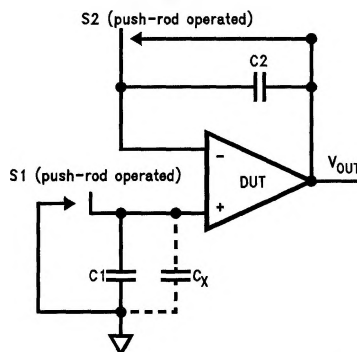 S2 (push-rod operated)
C2
-
V_OUT
S1 (push-rod operated)
DUT
+
C1
C_X